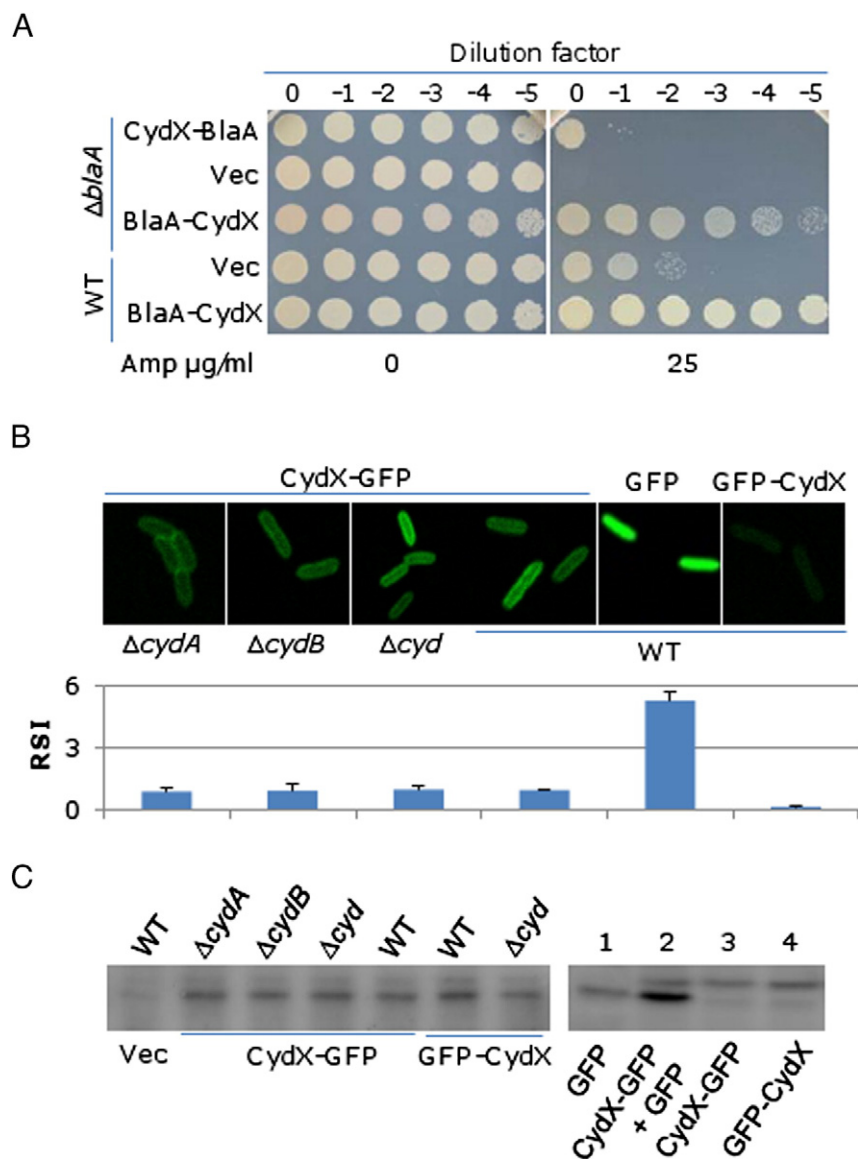 A
Dilution factor
0 -1 -2 -3 -4 -5 0 -1 -2 -3 -4 -5
ΔblaA
CydX-BlaA
Vec
BlaA-CydX
WT
Vec
BlaA-CydX
Amp µg/ml 0 25
B
CydX-GFP GFP GFP-CydX
ΔcydA ΔcydB Δcyd WT
RSI
6
3
0
C
WT ΔcydA ΔcydB Δcyd WT WT Δcyd 1 2 3 4
Vec CydX-GFP GFP-CydX
GFP
CydX-GFP
+ GFP
CydX-GFP
GFP-CydX